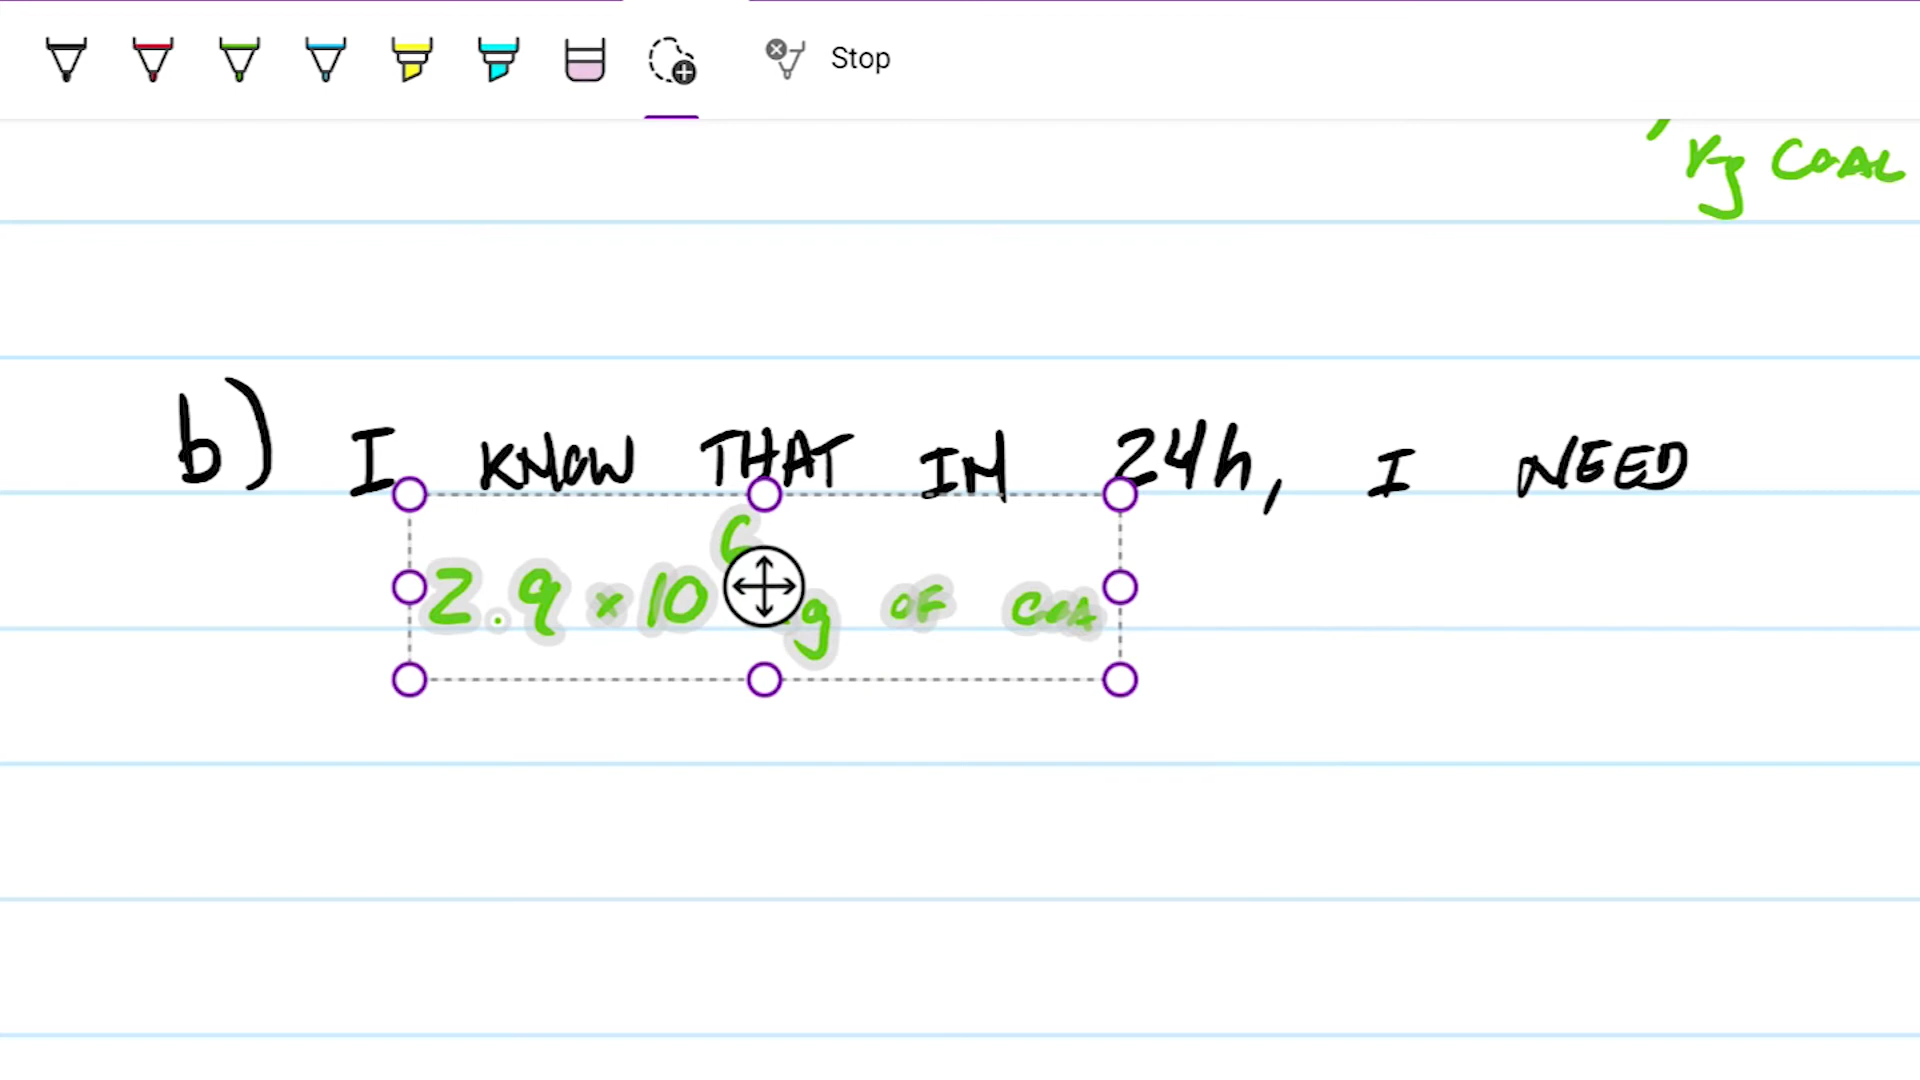 Stop
kg COAL
b) I KNOW THAT IN 24h, I NEED
2.9 × 10⁶ g OF COA